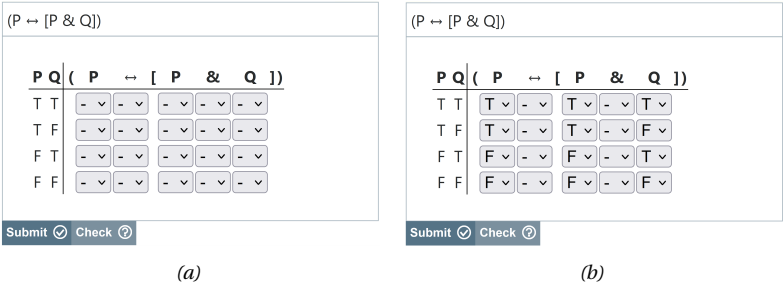 (P ↔ [P & Q])
P Q ( P ↔ [ P & Q ])
T T - - - - -
T F - - - - -
F T - - - - -
F F - - - - -
Submit Check
(a)
(P ↔ [P & Q])
P Q ( P ↔ [ P & Q ])
T T T - T - T
T F T - T - F
F T F - F - T
F F F - F - F
Submit Check
(b)